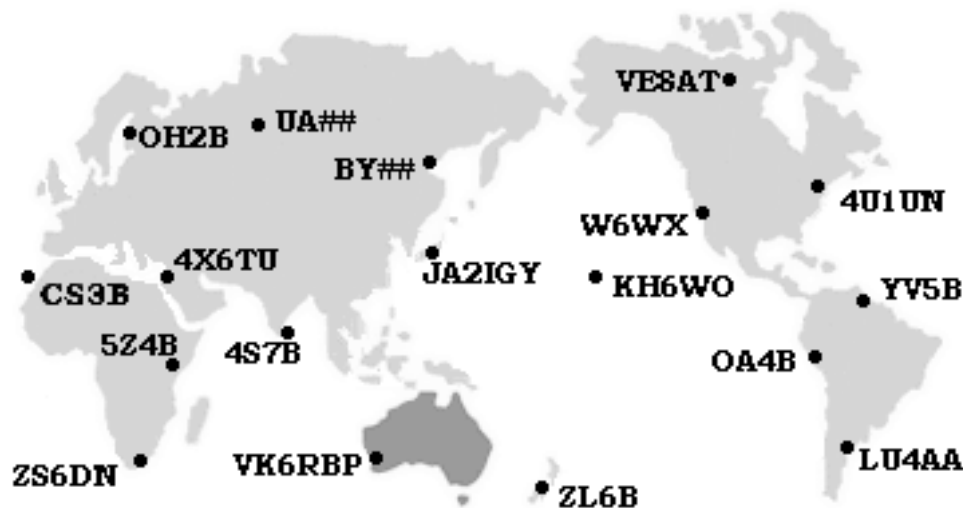 VE8AT
UA##
OH2B
BY##
4U1UN
W6WX
4X6TU
JA2IGY
CS3B
KH6WO
YV5B
5Z4B
4S7B
OA4B
ZS6DN
VK6RBP
LU4AA
ZL6B